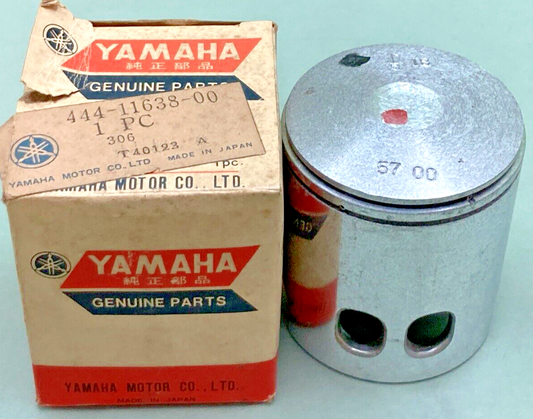 YAMAHA
純正部品
GENUINE PARTS
444-11638-00
1 PC
306
T40123 A
YAMAHA MOTOR CO., LTD MADE IN JAPAN
1pc.
YAMAHA MOTOR CO., LTD.
YAMAHA
純正部品
GENUINE PARTS
YAMAHA MOTOR CO., LTD.
MADE IN JAPAN
57 00